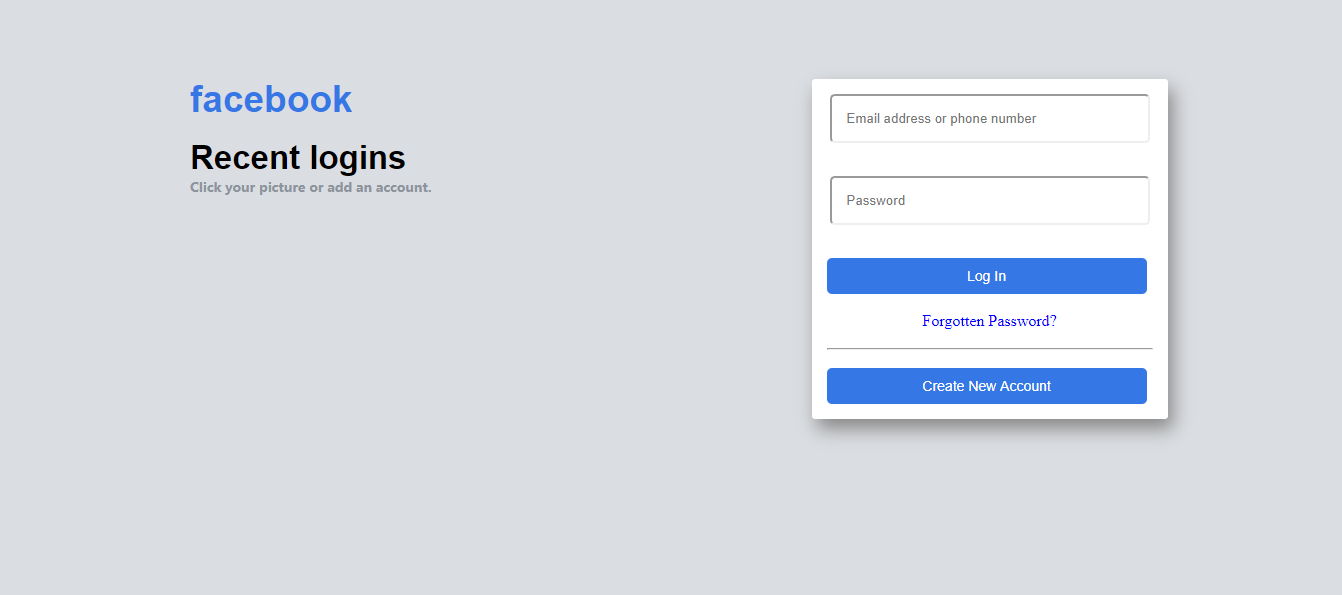 facebook
Recent logins
Click your picture or add an account.
Email address or phone number
Password
Log In
Forgotten Password?
Create New Account